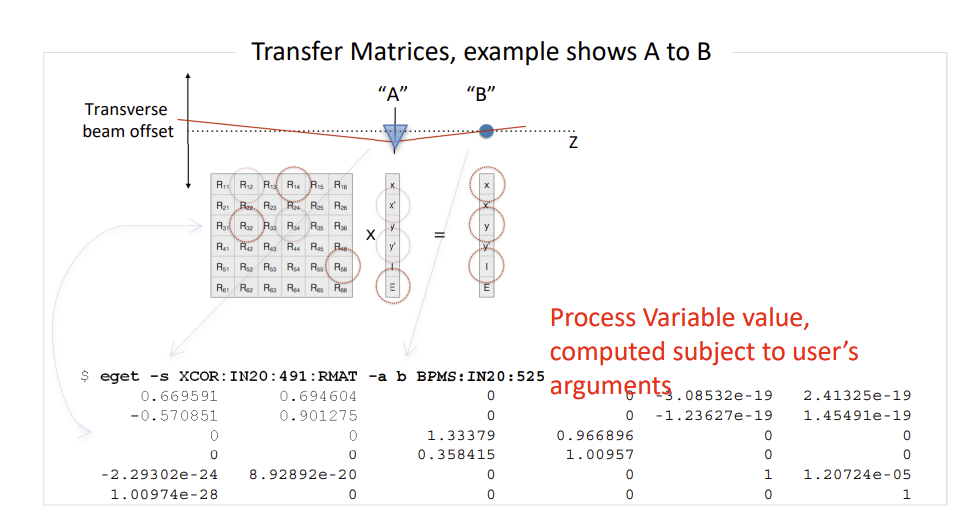 Transfer Matrices, example shows A to B
Transverse
beam offset
“A”
“B”
Z
R11 R12 R13 R14 R15 R16 x x
R21 R22 R23 R24 R25 R26 x' x'
R31 R32 R33 R34 R35 R36 y y
X =
R41 R42 R43 R44 R45 R46 y' y'
R51 R52 R53 R54 R55 R56 l l
R61 R62 R63 R64 R65 R66 E E
Process Variable value,
computed subject to user’s
arguments
$ eget -s XCOR:IN20:491:RMAT -a b BPMS:IN20:525
0.669591 0.694604 0 0 -3.08532e-19 2.41325e-19
-0.570851 0.901275 0 0 -1.23627e-19 1.45491e-19
0 0 1.33379 0.966896 0 0
0 0 0.358415 1.00957 0 0
-2.29302e-24 8.92892e-20 0 0 1 1.20724e-05
1.00974e-28 0 0 0 0 1